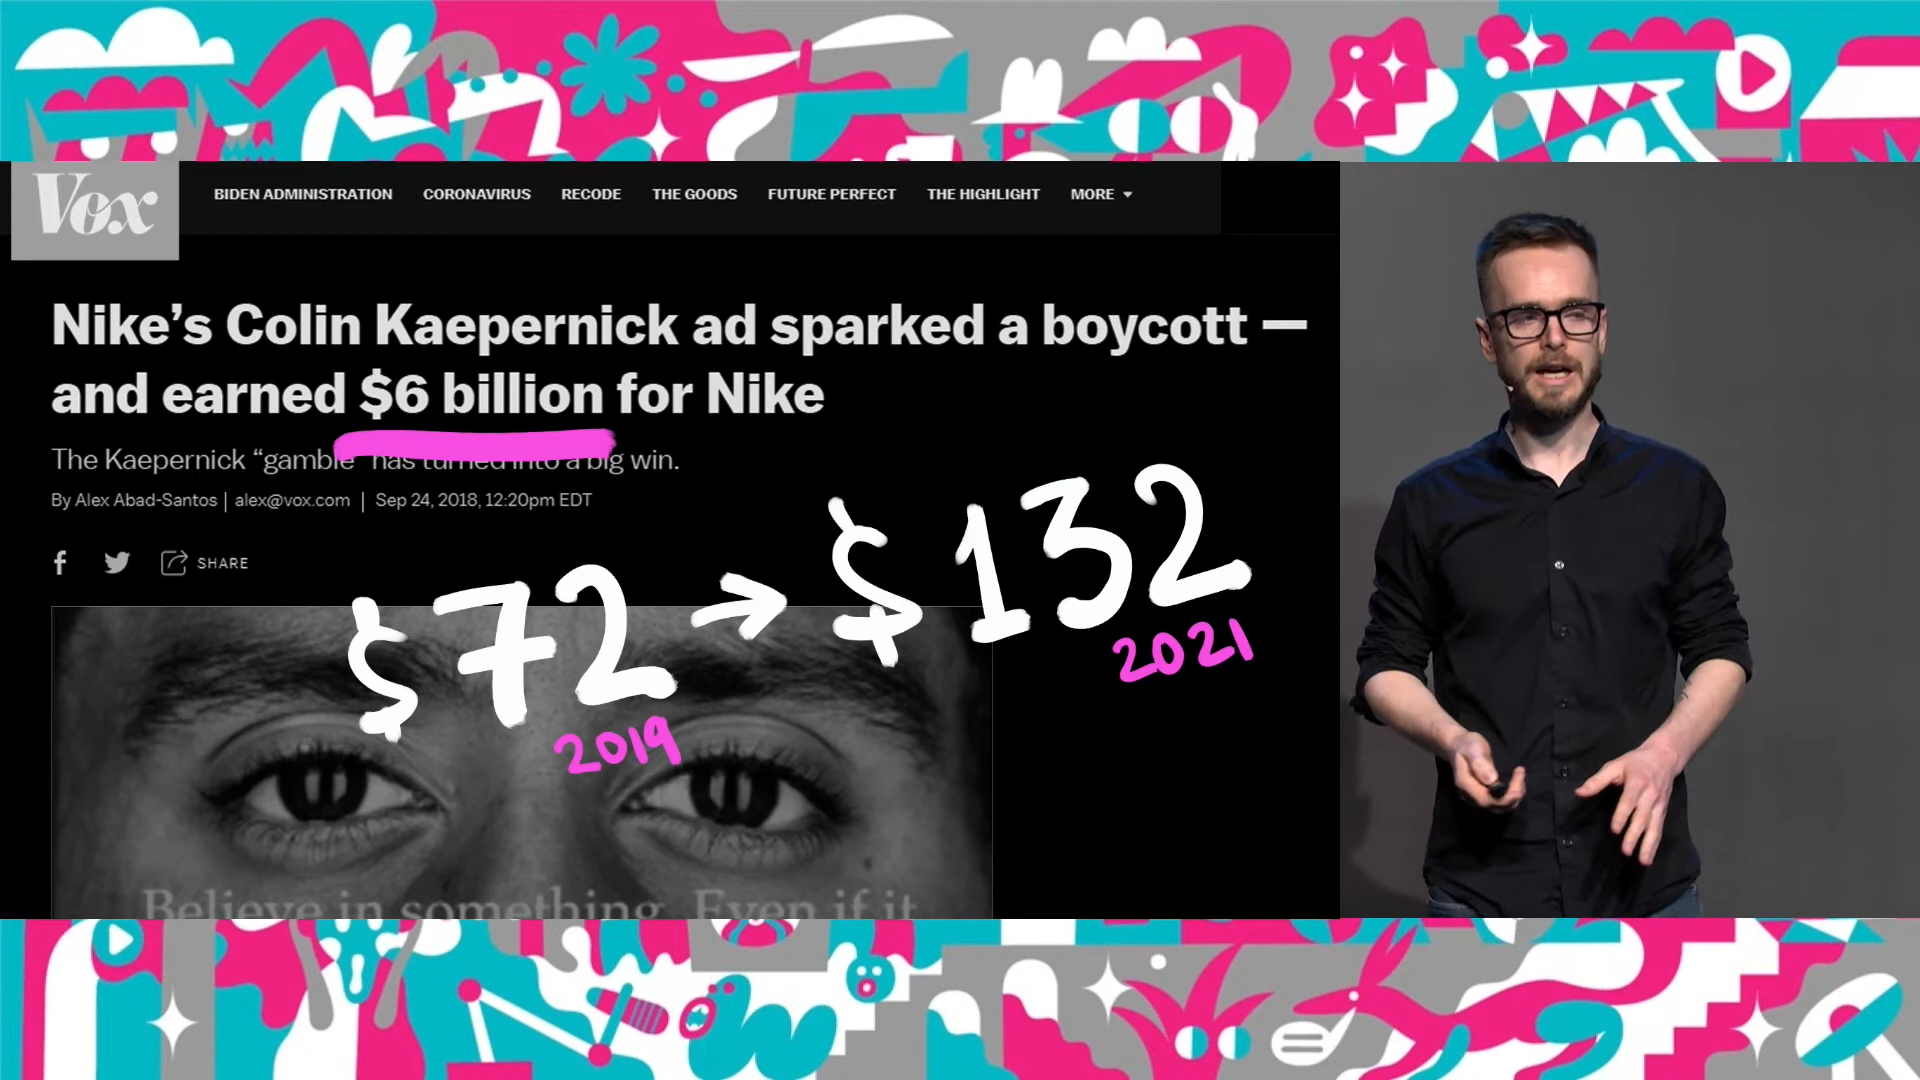 Vox
BIDEN ADMINISTRATION CORONAVIRUS RECODE THE GOODS FUTURE PERFECT THE HIGHLIGHT MORE
Nike’s Colin Kaepernick ad sparked a boycott —
and earned $6 billion for Nike
The Kaepernick “gamble” has turned into a big win.
By Alex Abad-Santos | alex@vox.com | Sep 24, 2018, 12:20pm EDT
SHARE
$72 → $132
2019 2021
Believe in something. Even if it